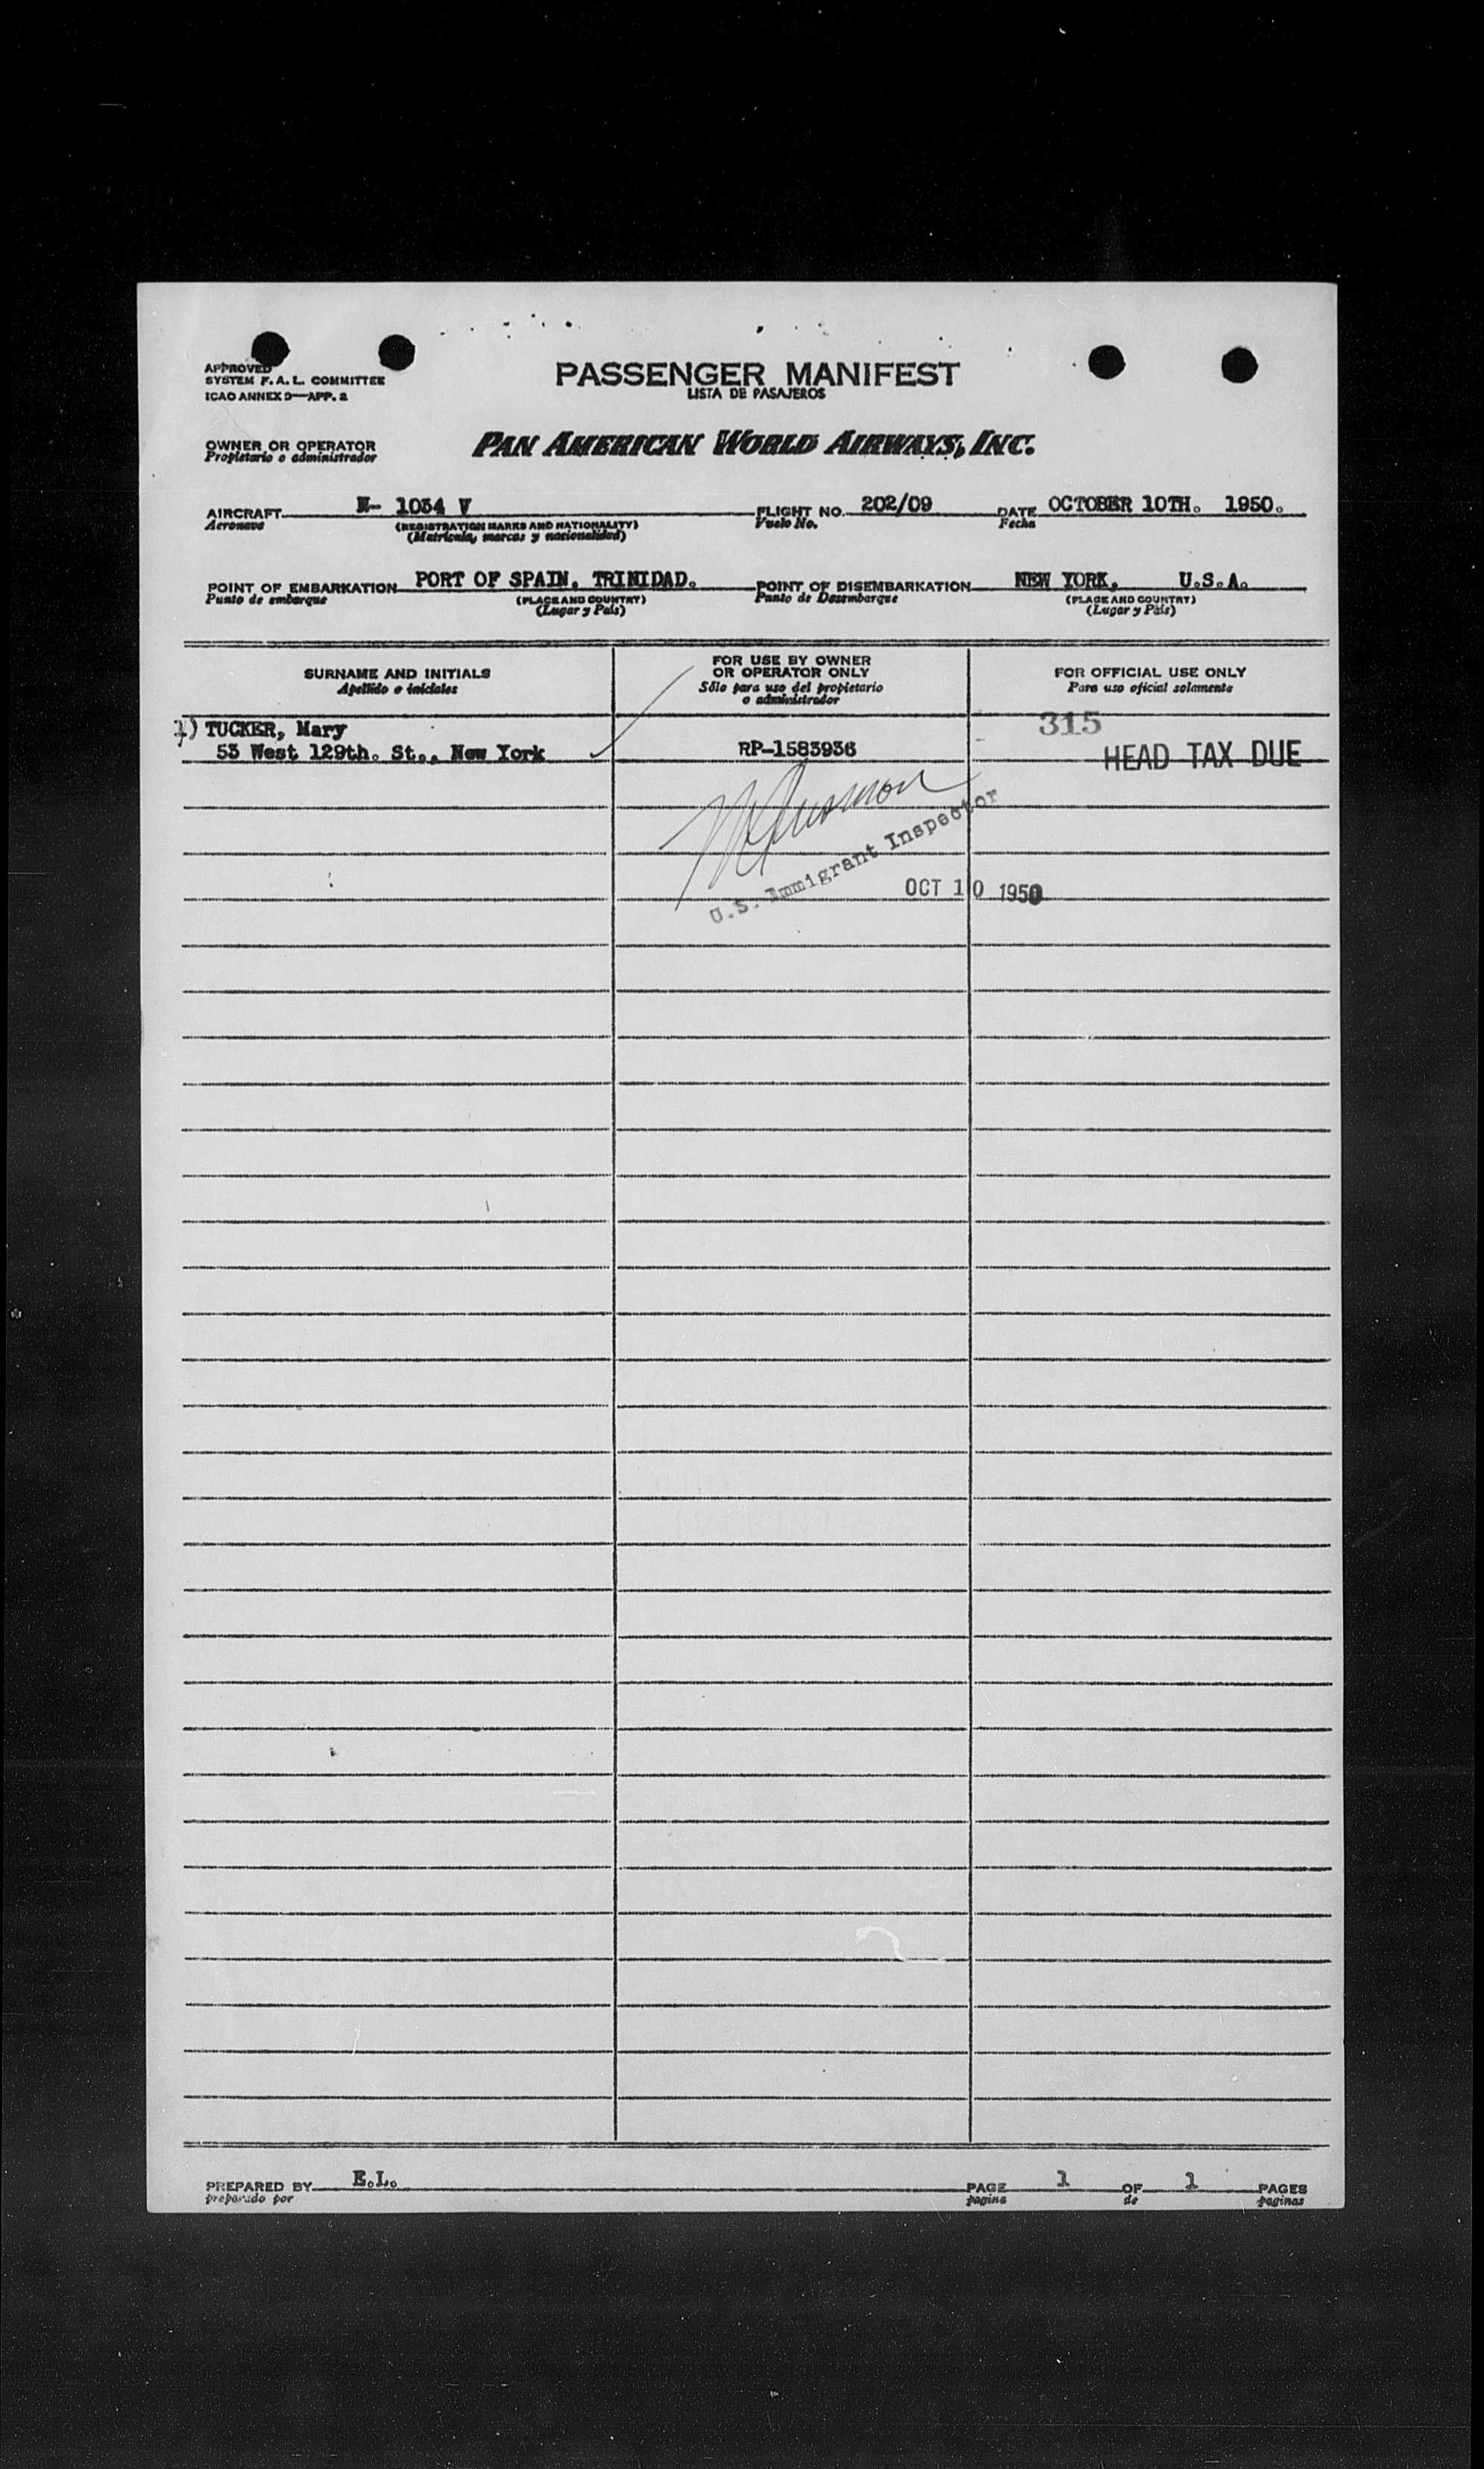 APPROVED
SYSTEM F. A. L. COMMITTEE
ICAO ANNEX 9—APP. 2
PASSENGER MANIFEST
LISTA DE PASAJEROS
OWNER OR OPERATOR
Propietario o administrador
PAN AMERICAN WORLD AIRWAYS, INC.
AIRCRAFT N- 1034 V FLIGHT NO. 202/09 DATE OCTOBER 10TH. 1950.
Aeronave (REGISTRATION MARKS AND NATIONALITY) Vuelo No. Fecha
(Matricula, marcas y nacionalidad)
POINT OF EMBARKATION PORT OF SPAIN, TRINIDAD. POINT OF DISEMBARKATION NEW YORK, U.S.A.
Punto de embarque (PLACE AND COUNTRY) Punto de Desembarque (PLACE AND COUNTRY)
(Lugar y País) (Lugar y País)
SURNAME AND INITIALS
Apellido e iniciales
FOR USE BY OWNER
OR OPERATOR ONLY
Sólo para uso del propietario
o administrador
FOR OFFICIAL USE ONLY
Para uso oficial solamente
1) TUCKER, Mary 315
53 West 129th. St., New York RP-1583936 HEAD TAX DUE
U.S. Immigrant Inspector
OCT 10 1950
PREPARED BY E.L. PAGE 1 OF 1 PAGES
preparado por pagina de paginas